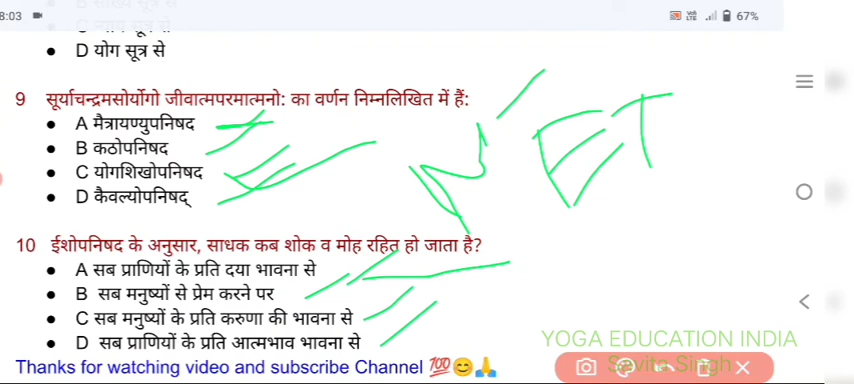 8:03 67%
D योग सूत्र से
9 सूर्याचन्द्रमसोर्योगो जीवात्मपरमात्मनो: का वर्णन निम्नलिखित में हैं:
A मैत्रायण्युपनिषद
B कठोपनिषद
C योगशिखोपनिषद
D कैवल्योपनिषद्
NET
10 ईशोपनिषद के अनुसार, साधक कब शोक व मोह रहित हो जाता है?
A सब प्राणियों के प्रति दया भावना से
B सब मनुष्यों से प्रेम करने पर
C सब मनुष्यों के प्रति करुणा की भावना से
D सब प्राणियों के प्रति आत्मभाव भावना से
YOGA EDUCATION INDIA
Thanks for watching video and subscribe Channel 💯😊🙏
Savita Singh